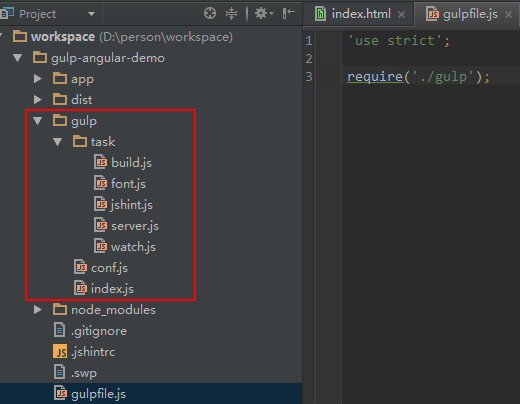 Project
index.html
gulpfile.js
workspace (D:\person\workspace)
gulp-angular-demo
app
dist
gulp
task
build.js
font.js
jshint.js
server.js
watch.js
conf.js
index.js
node_modules
.gitignore
.jshintrc
.swp
gulpfile.js
1 'use strict';
2
3 require('./gulp');